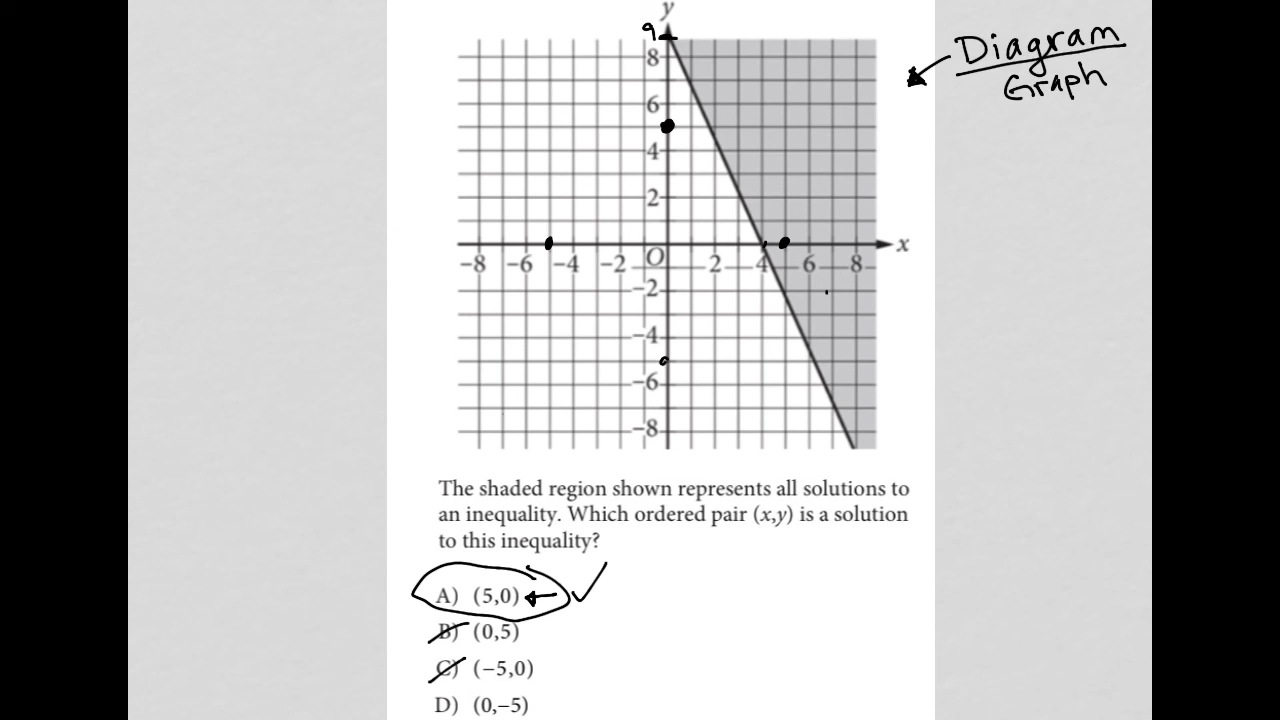 y
9
8
6
4
2
O
x
−8 −6 −4 −2 2 4 6 8
−2
−4
−6
−8
Diagram
Graph
The shaded region shown represents all solutions to
an inequality. Which ordered pair (x,y) is a solution
to this inequality?
A) (5,0)
B) (0,5)
C) (−5,0)
D) (0,−5)